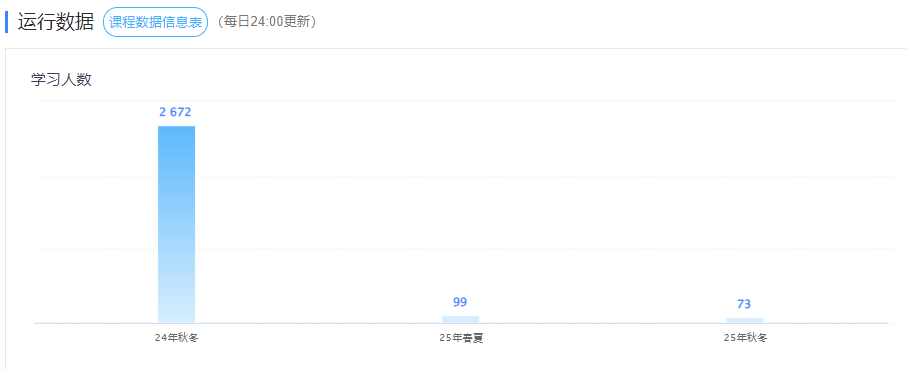 运行数据 课程数据信息表 （每日24:00更新）
学习人数
2 672
99
73
24年秋冬 25年春夏 25年秋冬